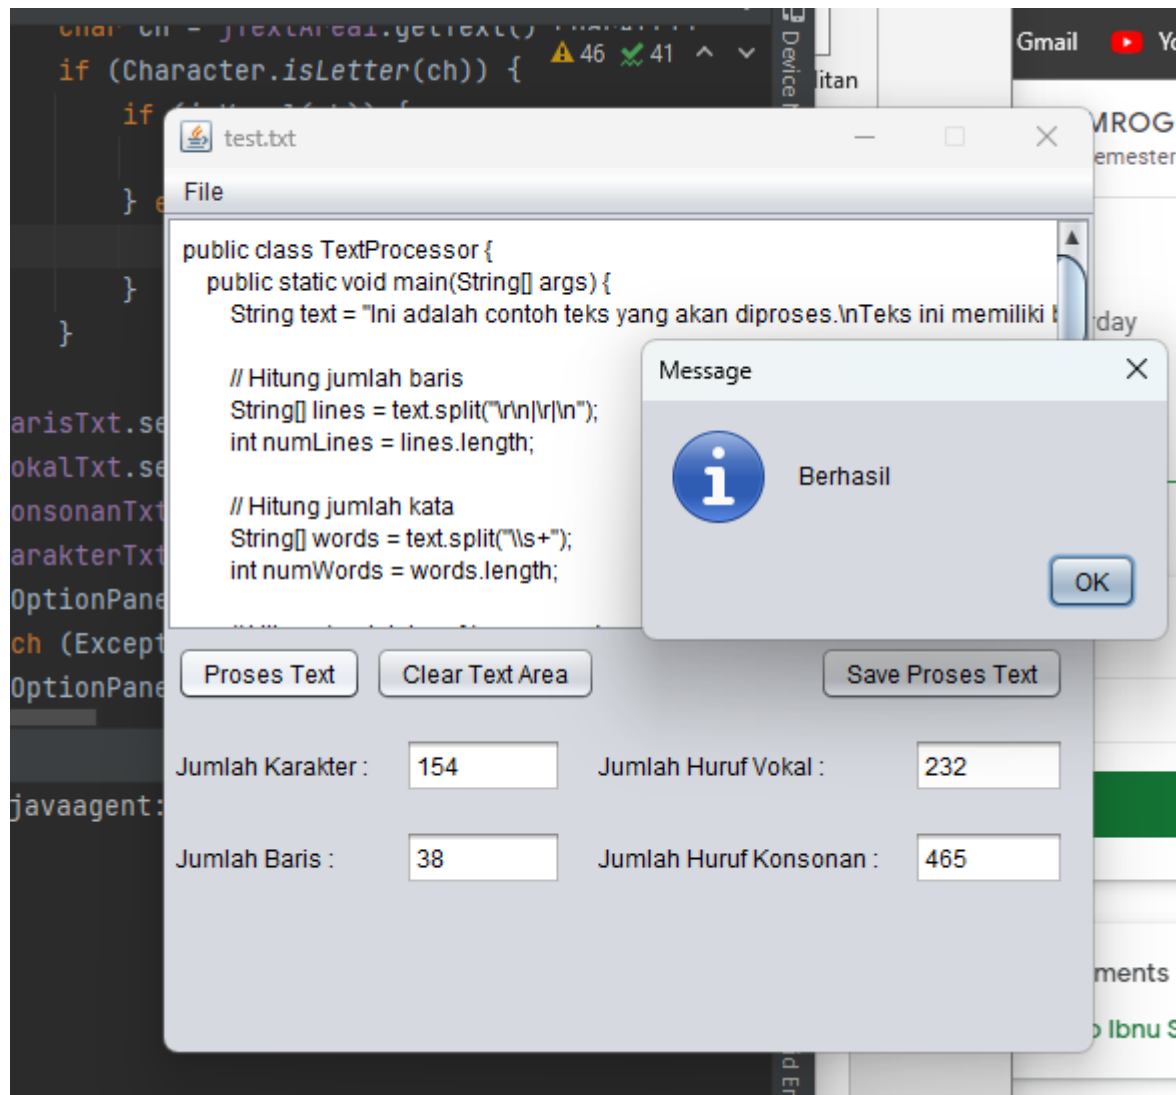 if (Character.isLetter(ch)) {
46 41
if
}
}
}
arisTxt.se
okalTxt.se
onsonanTxt
arakterTxt
OptionPane
ch (Except
OptionPane
javaagent:
Device
litan
Gmail
emester
rday
ments
Ibnu S
test.txt
File
public class TextProcessor {
public static void main(String[] args) {
String text = "Ini adalah contoh teks yang akan diproses.\nTeks ini memiliki b
// Hitung jumlah baris
String[] lines = text.split("\r\n|\r|\n");
int numLines = lines.length;
// Hitung jumlah kata
String[] words = text.split("\\s+");
int numWords = words.length;
Message
Berhasil
OK
Proses Text Clear Text Area Save Proses Text
Jumlah Karakter : 154 Jumlah Huruf Vokal : 232
Jumlah Baris : 38 Jumlah Huruf Konsonan : 465